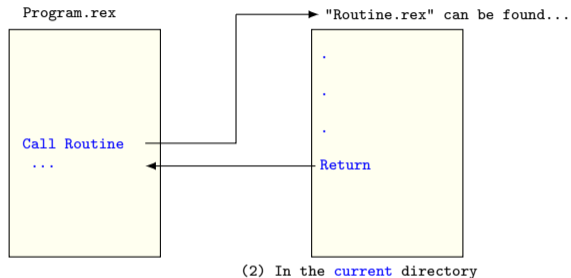 Program.rex
"Routine.rex" can be found...
.
.
.
Call Routine
...
Return
(2) In the current directory